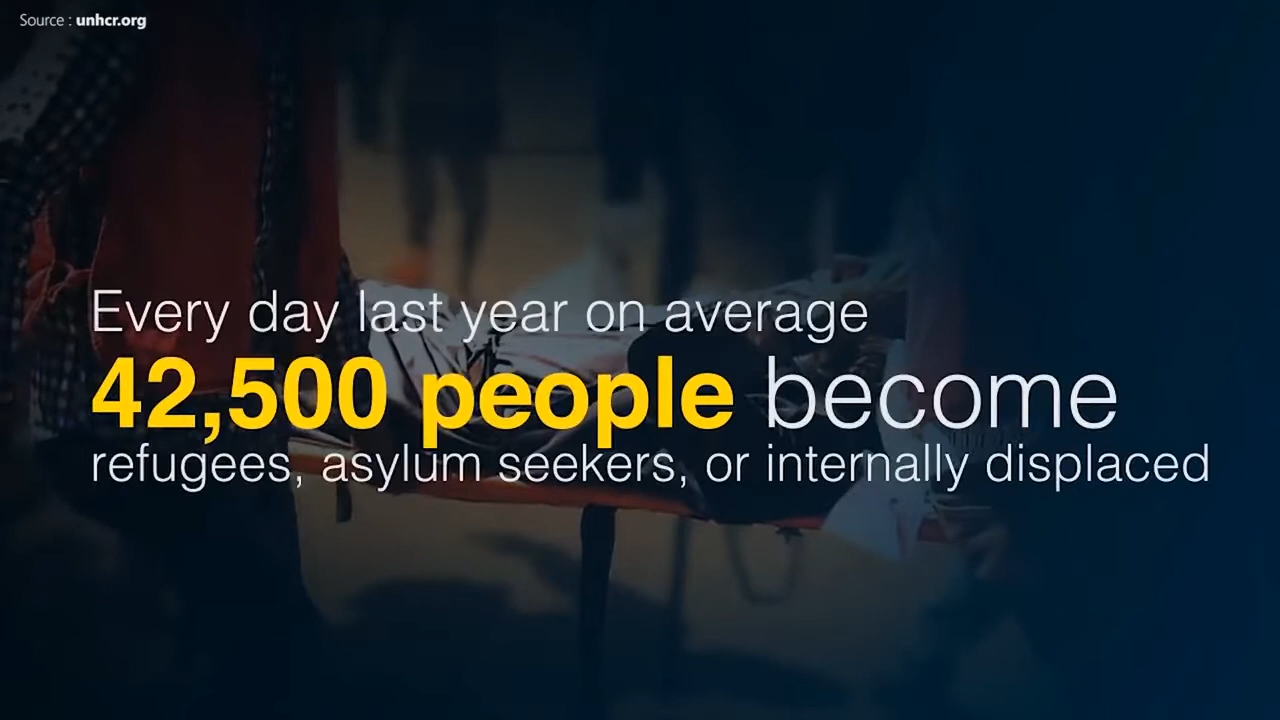 Source : unhcr.org
Every day last year on average
42,500 people become
refugees, asylum seekers, or internally displaced